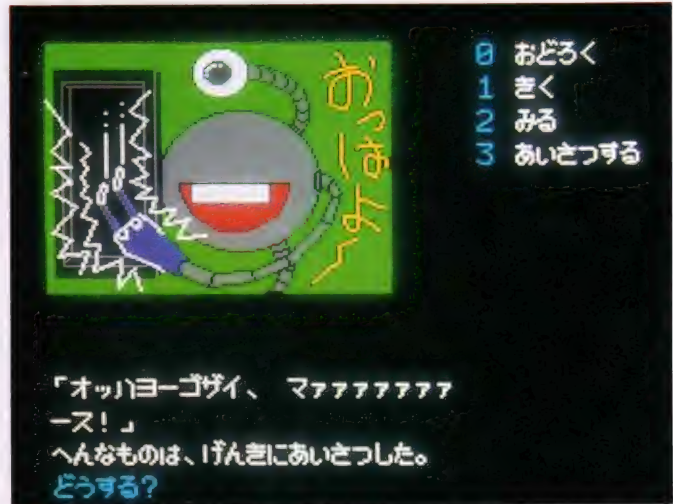 おっはよ〜
0 おどろく
1 きく
2 みる
3 あいさつする
「オッハヨーゴザイ、 マァァァァァァァ
ース!」
へんなものは、げんきにあいさつした。
どうする?